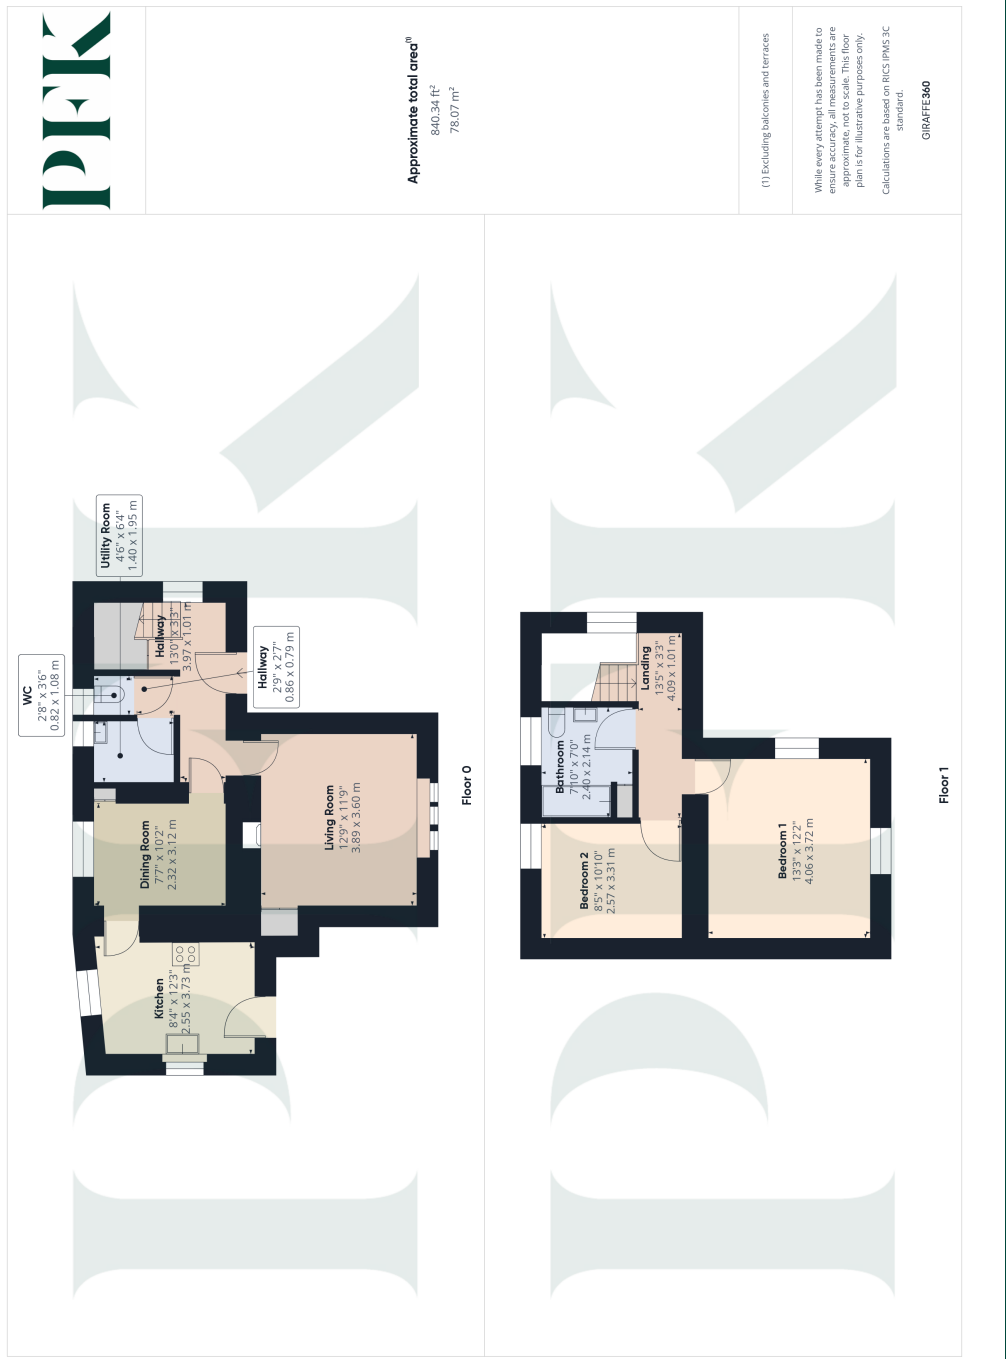 PFK
Approximate total area(1)
840.34 ft²
78.07 m²
(1) Excluding balconies and terraces
While every attempt has been made to
ensure accuracy, all measurements are
approximate, not to scale. This floor
plan is for illustrative purposes only.
Calculations are based on RICS IPMS 3C
standard.
GIRAFFE360
WC
2'8" x 3'6"
0.82 x 1.08 m
Utility Room
4'6" x 6'4"
1.40 x 1.95 m
Hallway
13'0" x 3'3"
3.97 x 1.01 m
Hallway
2'9" x 2'7"
0.86 x 0.79 m
Kitchen
8'4" x 12'3"
2.55 x 3.73 m
Dining Room
7'7" x 10'2"
2.32 x 3.12 m
Living Room
12'9" x 11'9"
3.89 x 3.60 m
Floor 0
Bedroom 2
8'5" x 10'10"
2.57 x 3.31 m
Bathroom
7'10" x 7'0"
2.40 x 2.14 m
Landing
13'5" x 3'3"
4.09 x 1.01 m
Bedroom 1
13'3" x 12'2"
4.06 x 3.72 m
Floor 1
PFK
PFK